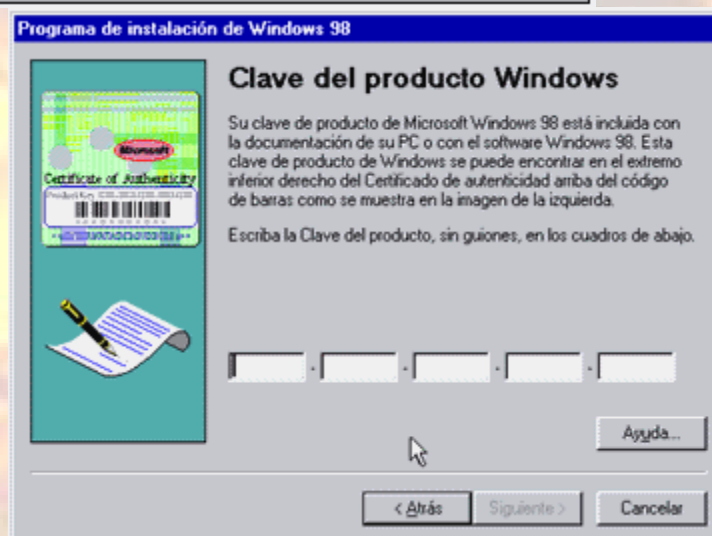 Programa de instalación de Windows 98
Clave del producto Windows
Su clave de producto de Microsoft Windows 98 está incluida con
la documentación de su PC o con el software Windows 98. Esta
clave de producto de Windows se puede encontrar en el extremo
inferior derecho del Certificado de autenticidad arriba del código
de barras como se muestra en la imagen de la izquierda.
Escriba la Clave del producto, sin guiones, en los cuadros de abajo.
Microsoft
Certificate of Authenticity
Product Key
- - - -
Ayuda...
< Atrás
Siguiente >
Cancelar